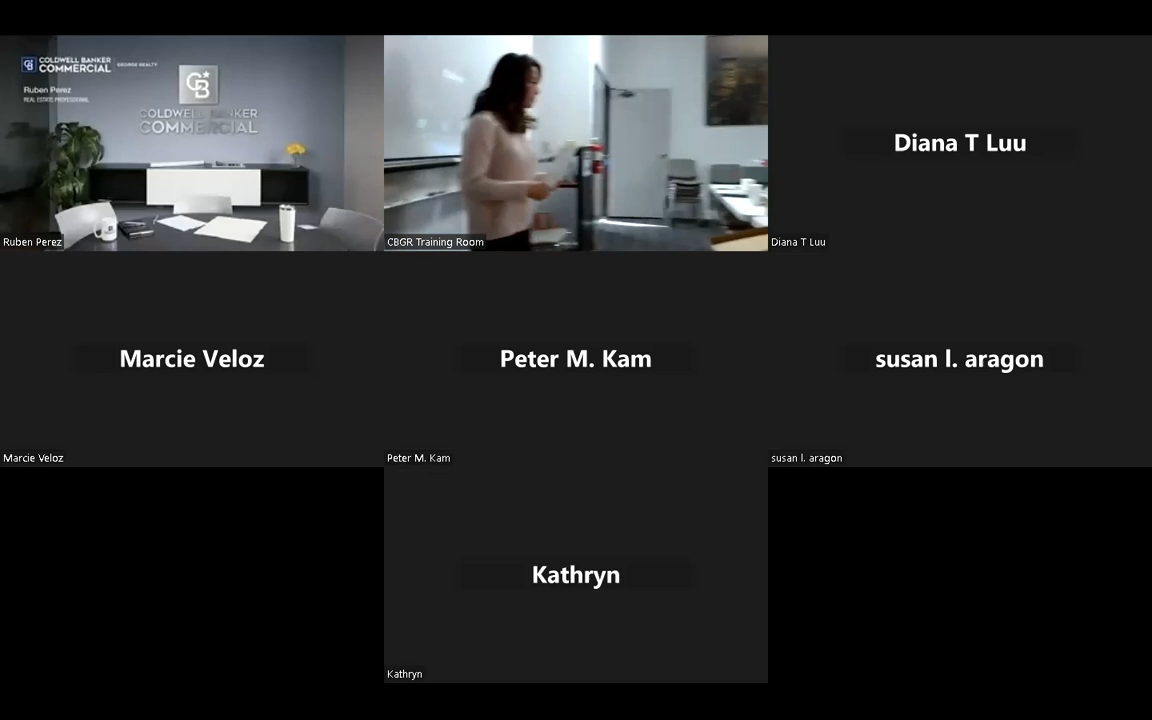 COLDWELL BANKER
COMMERCIAL
GEORGE REALTY
Ruben Perez
REAL ESTATE PROFESSIONAL
CB
COLDWELL BANKER
COMMERCIAL
Ruben Perez
CBGR Training Room
Diana T Luu
Diana T Luu
Marcie Veloz
Marcie Veloz
Peter M. Kam
Peter M. Kam
susan l. aragon
susan l. aragon
Kathryn
Kathryn